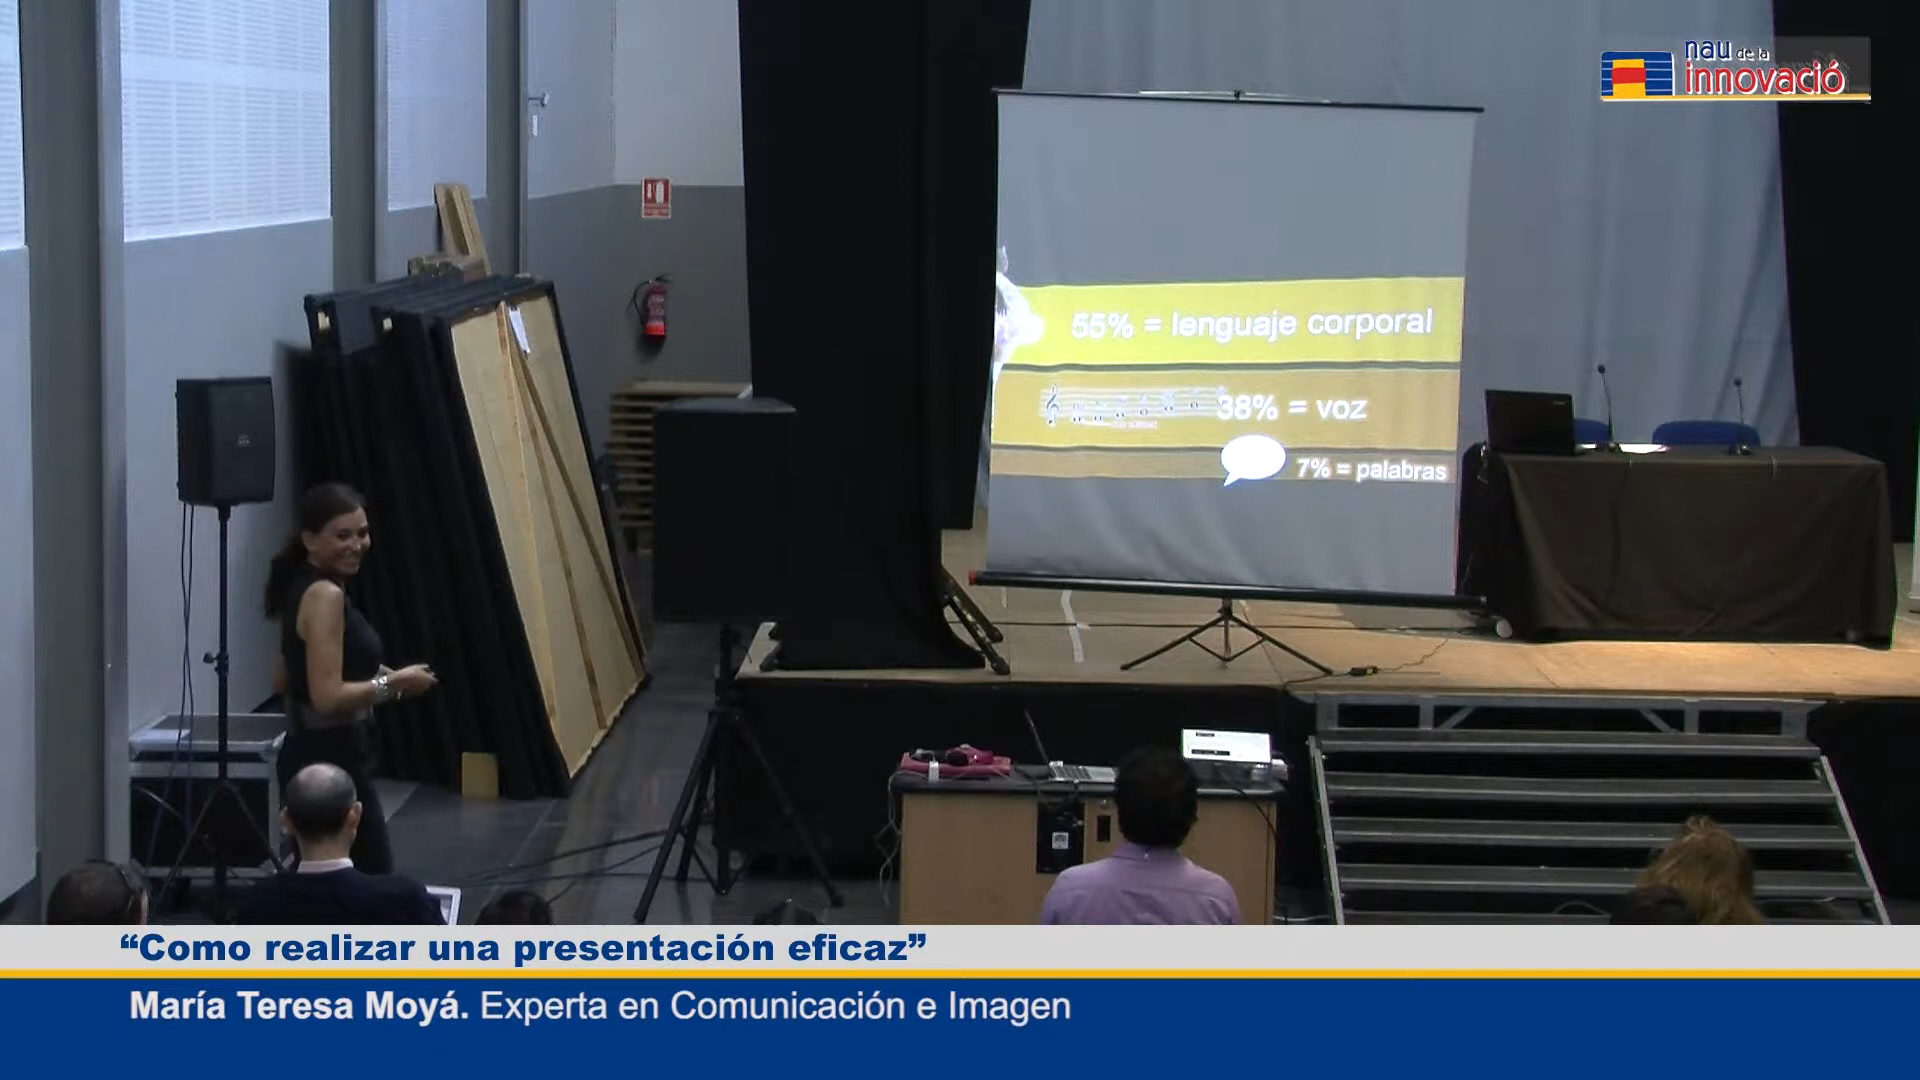 nau de la
innovació
55% = lenguaje corporal
38% = voz
7% = palabras
“Como realizar una presentación eficaz”
María Teresa Moyá. Experta en Comunicación e Imagen